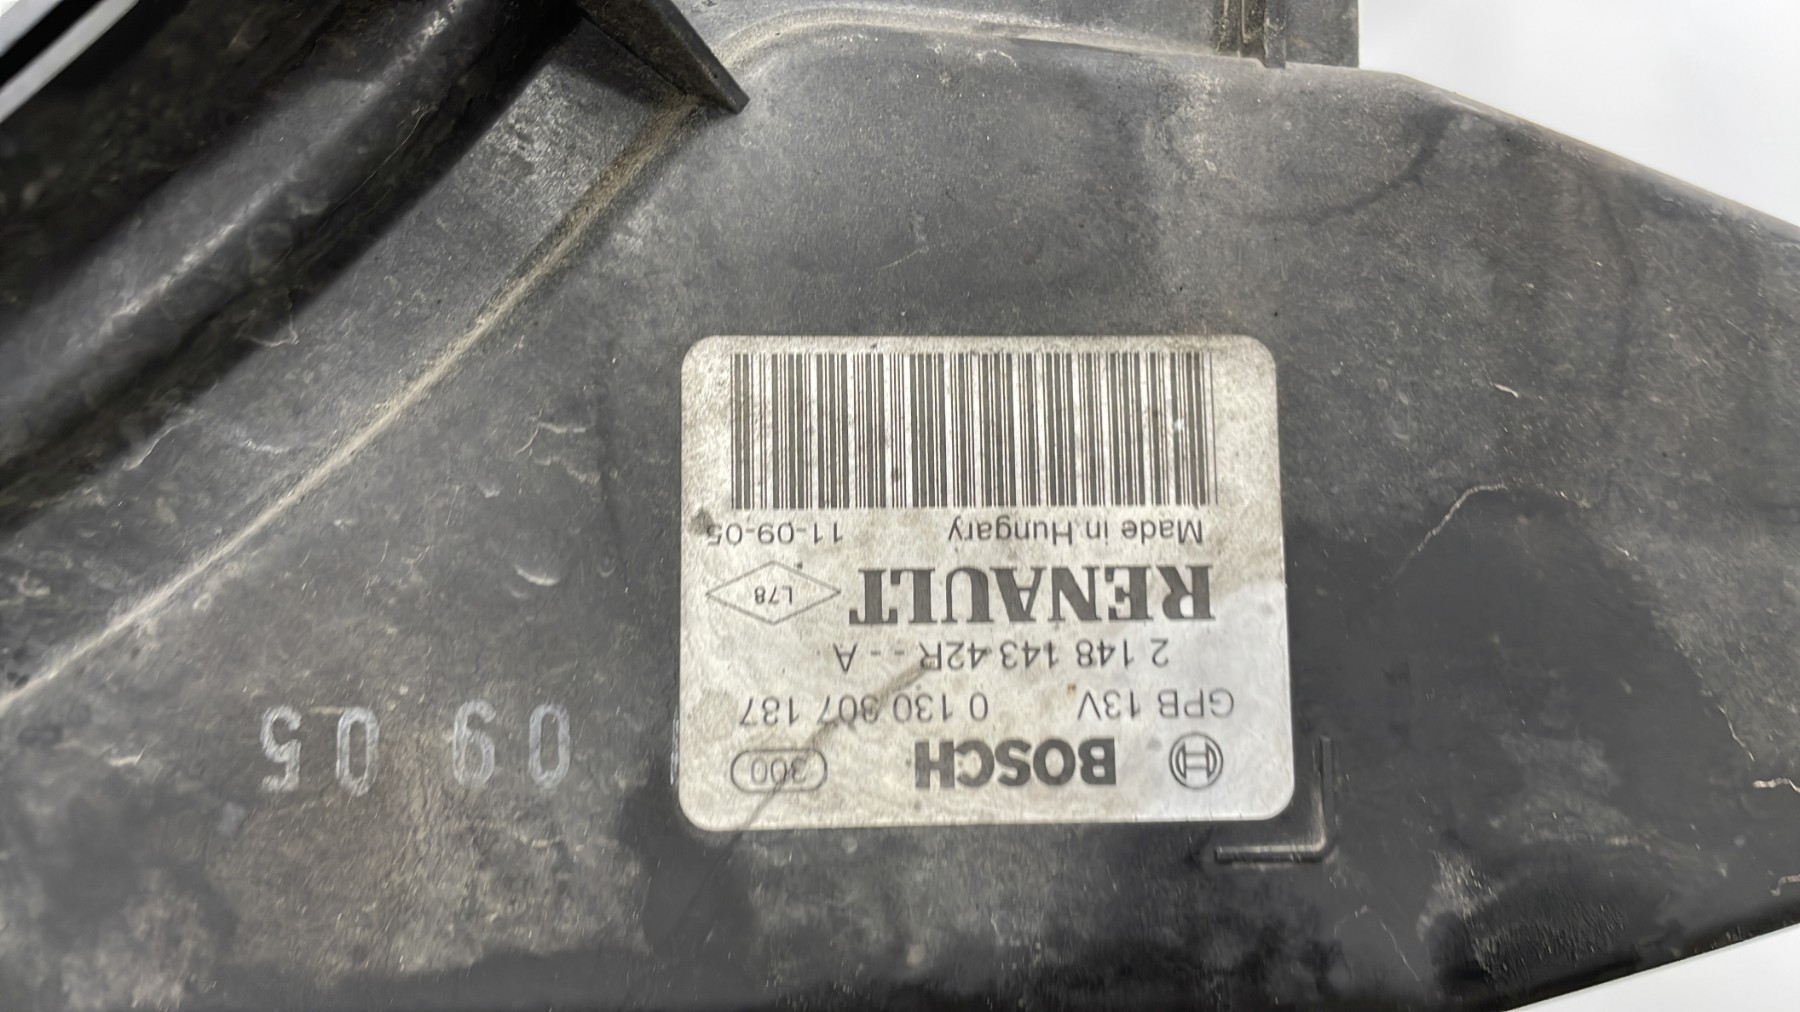 BOSCH 300
GPB 13V 0 130 307 187
2 148 143 42R - - A
RENAULT L78
Made in Hungary 11-09-05
09 05